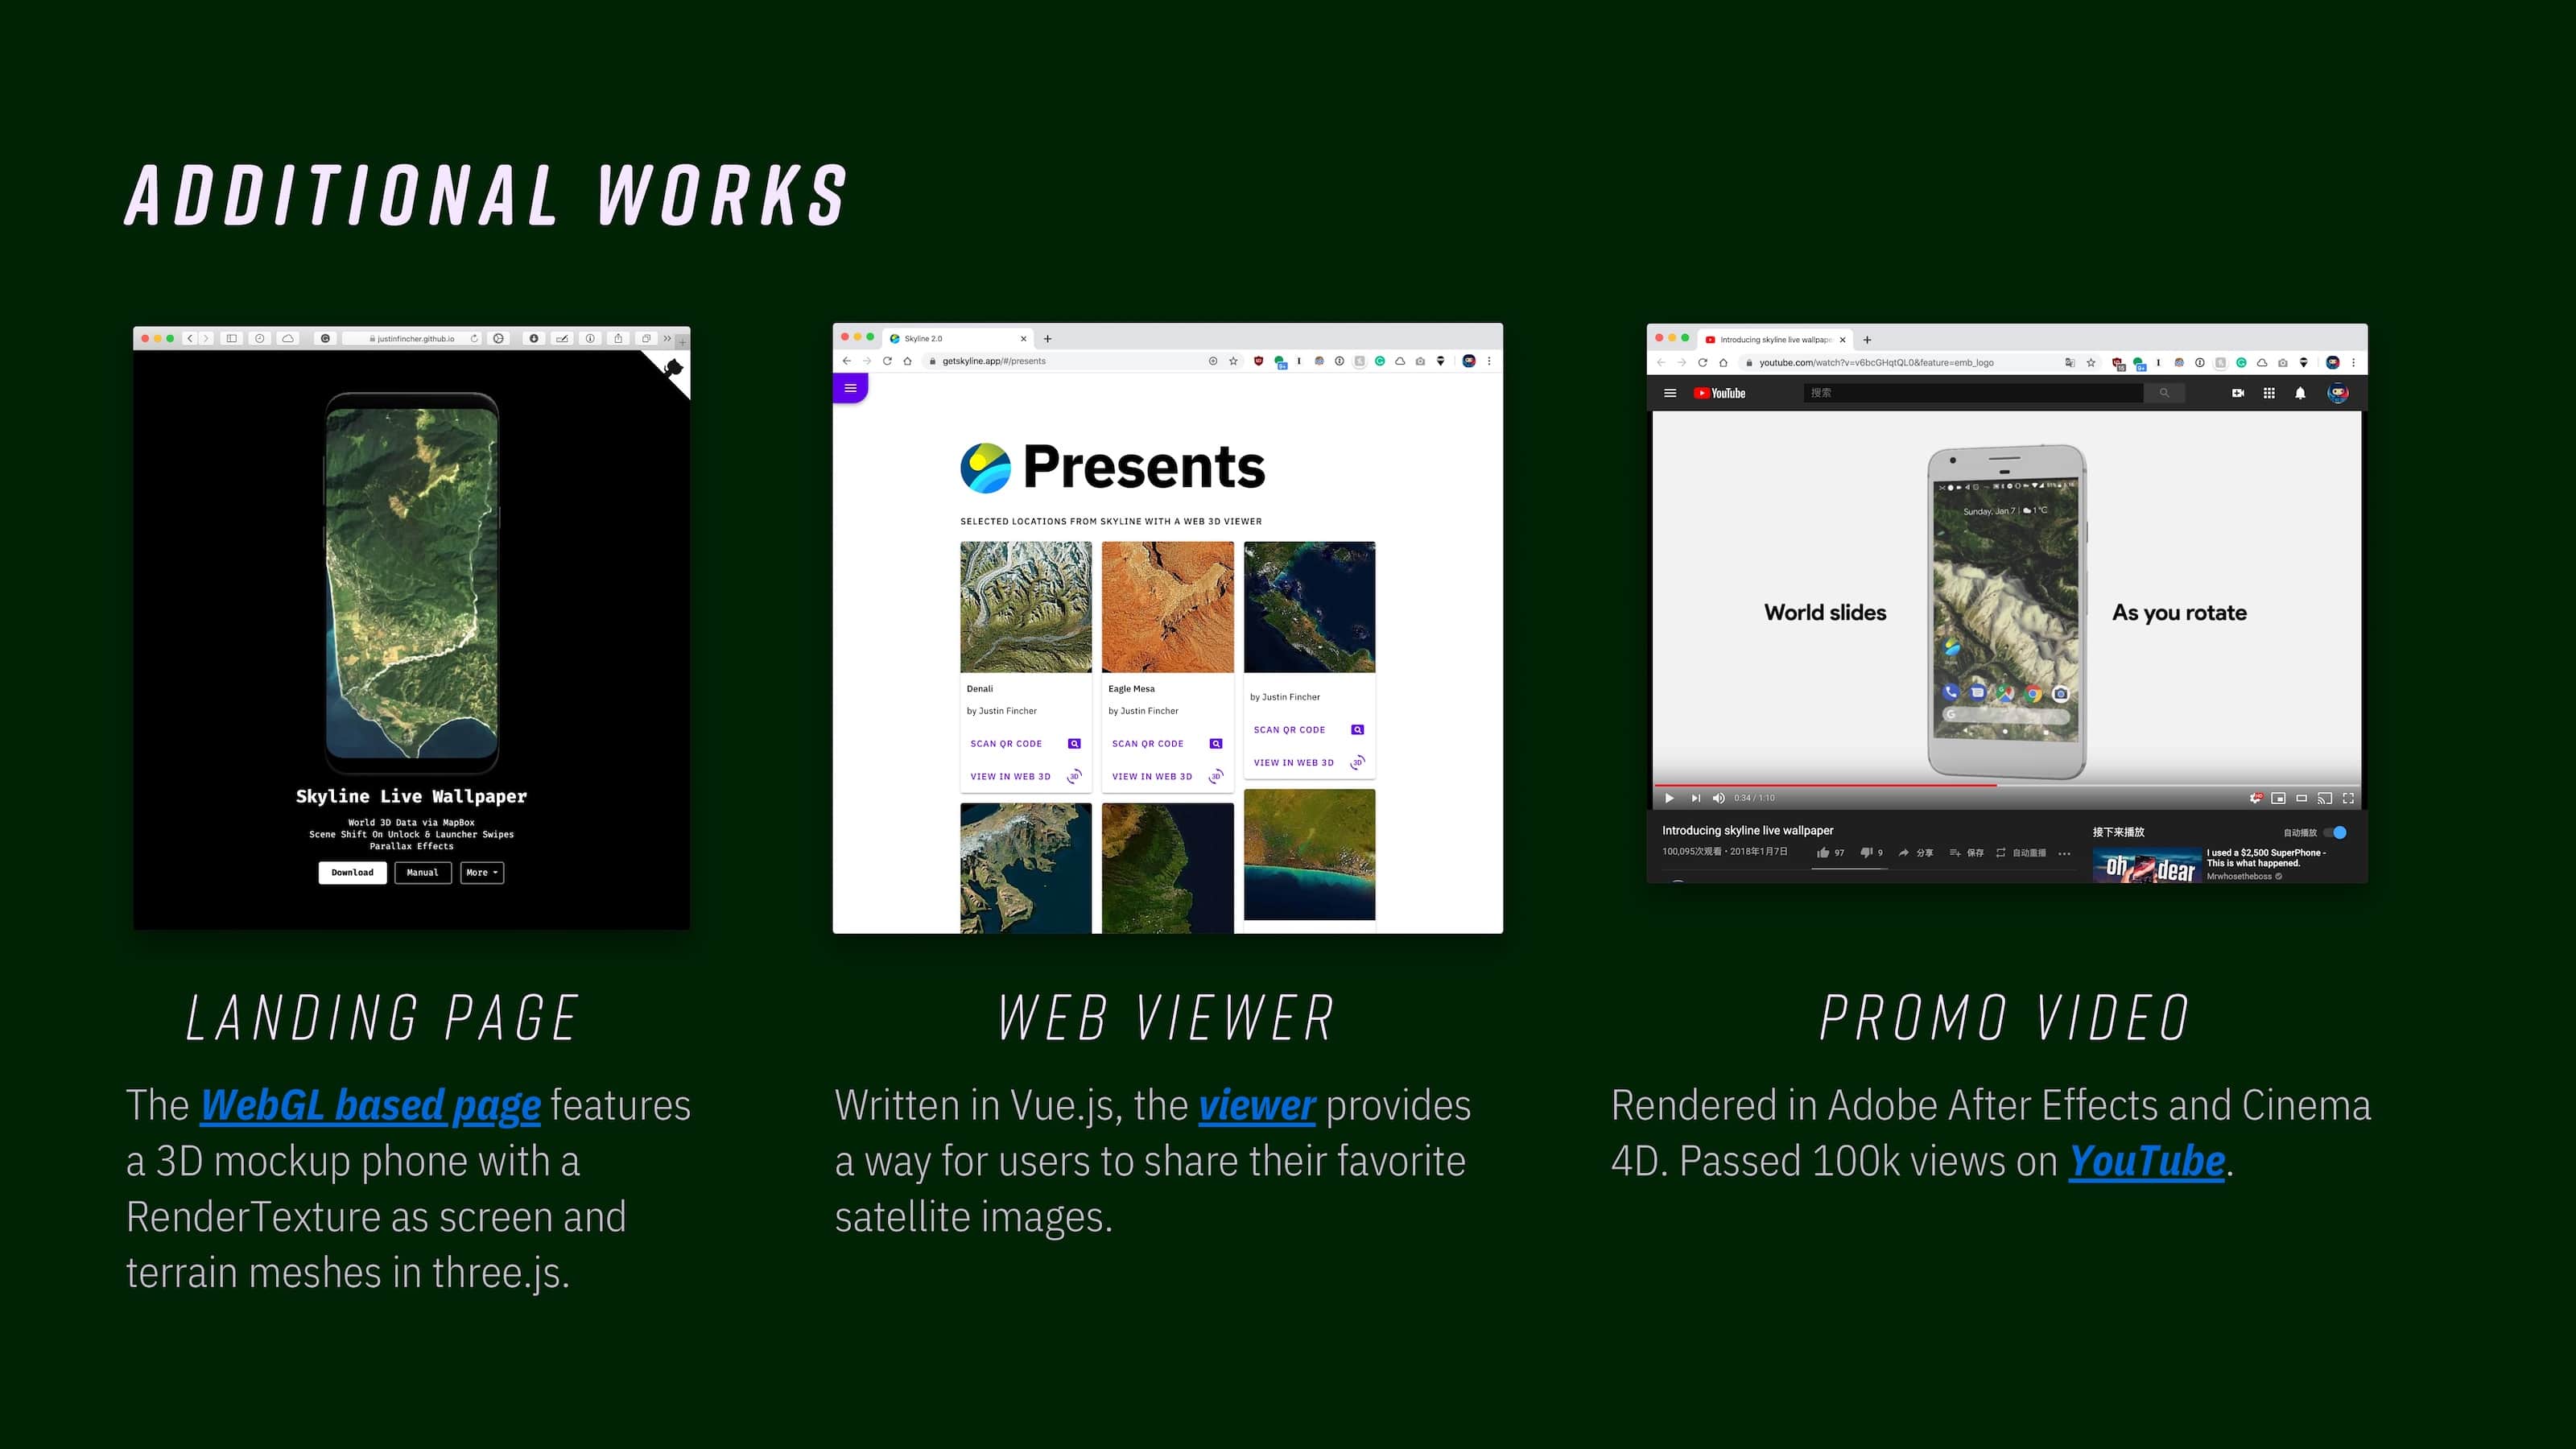 ADDITIONAL WORKS
justinfincher.github.io
Skyline Live Wallpaper
World 3D Data via MapBox
Scene Shift On Unlock & Launcher Swipes
Parallax Effects
Download
Manual
More
Skyline 2.0
getskyline.app/#/presents
Presents
SELECTED LOCATIONS FROM SKYLINE WITH A WEB 3D VIEWER
Denali
by Justin Fincher
SCAN QR CODE
VIEW IN WEB 3D
3D
Eagle Mesa
by Justin Fincher
SCAN QR CODE
VIEW IN WEB 3D
3D
by Justin Fincher
SCAN QR CODE
VIEW IN WEB 3D
3D
Introducing skyline live wallpape
youtube.com/watch?v=v6bcGHqtQL0&feature=emb_logo
YouTube
搜索
Sunday, Jan 7 | 1°C
World slides
As you rotate
0:34 / 1:10
Introducing skyline live wallpaper
100,095次观看 • 2018年1月7日
97
9
分享
保存
自动重播
接下来播放
自动播放
oh dear
I used a $2,500 SuperPhone -
This is what happened.
Mrwhosetheboss
LANDING PAGE
The WebGL based page features
a 3D mockup phone with a
RenderTexture as screen and
terrain meshes in three.js.
WEB VIEWER
Written in Vue.js, the viewer provides
a way for users to share their favorite
satellite images.
PROMO VIDEO
Rendered in Adobe After Effects and Cinema
4D. Passed 100k views on YouTube.